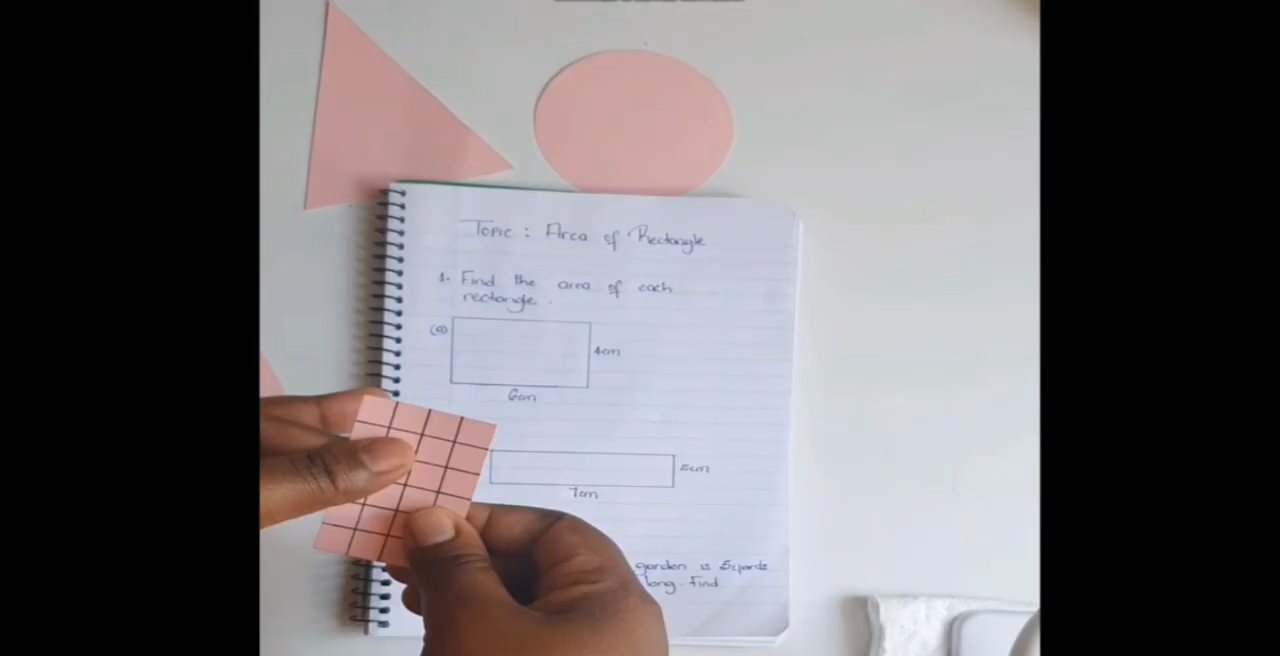 Topic : Area of Rectangle
1. Find the area of each
rectangle.
(a)
4cm
6cm
5cm
7cm
garden is 5yards
long. Find